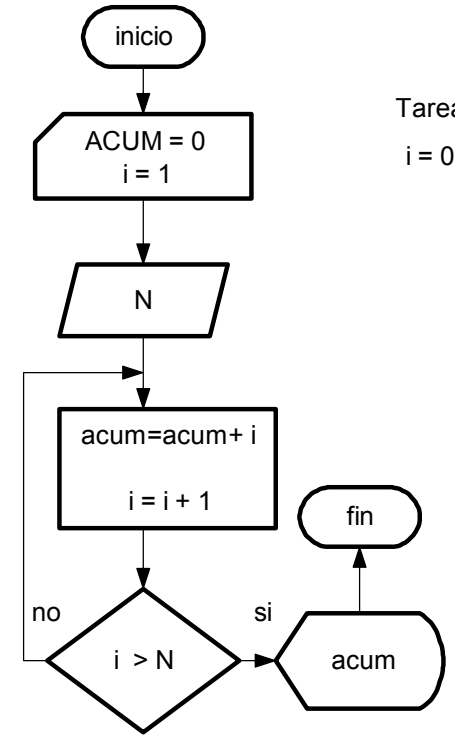 inicio
ACUM = 0
i = 1
Tarea
i = 0
N
acum=acum+ i
i = i + 1
fin
no
si
i > N
acum